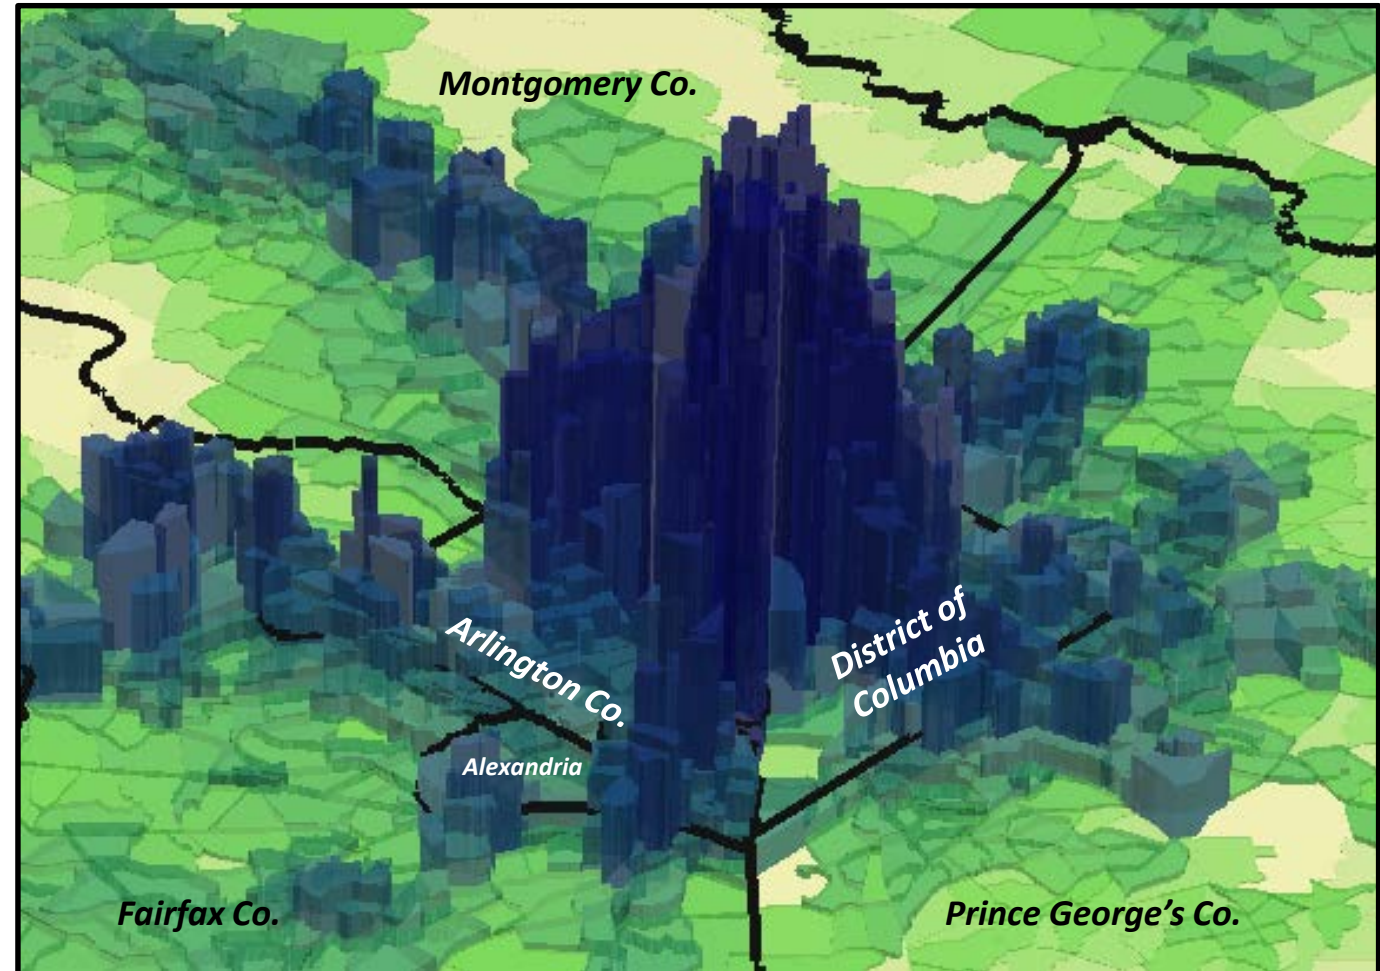 Montgomery Co.
District of
Columbia
Arlington Co.
Alexandria
Fairfax Co.
Prince George’s Co.